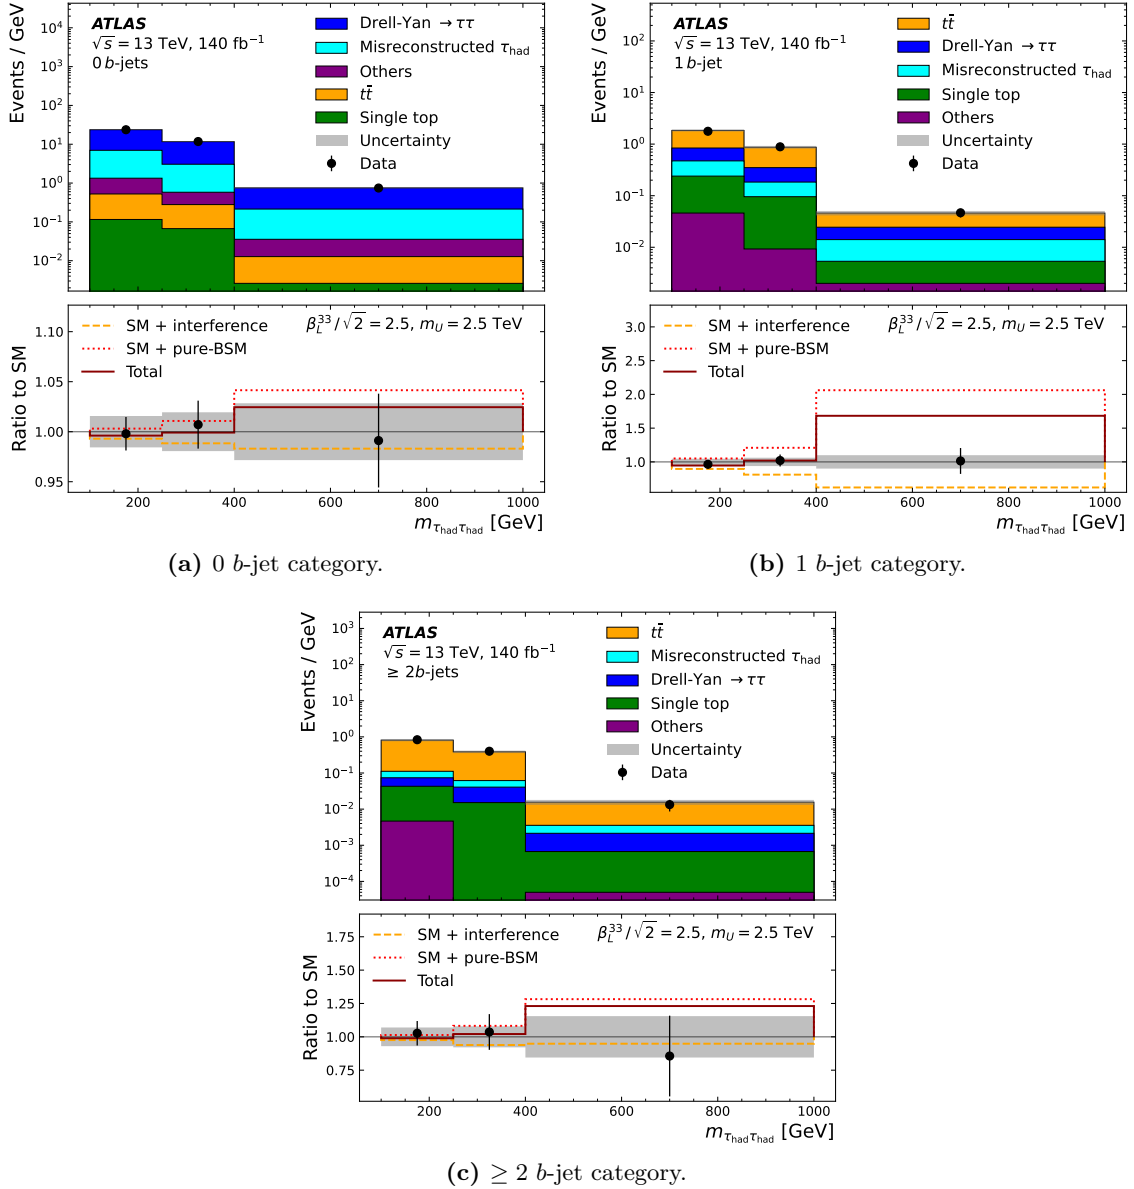 ATLAS
√s = 13 TeV, 140 fb⁻¹
0 b-jets
Drell-Yan → ττ
Misreconstructed τ_had
Others
tt̄
Single top
Uncertainty
Data
Events / GeV
10⁴
10³
10²
10¹
10⁰
10⁻¹
10⁻²
SM + interference
SM + pure-BSM
Total
β_L³³/√2 = 2.5, m_U = 2.5 TeV
Ratio to SM
1.10
1.05
1.00
0.95
200 400 600 800 1000
m_τhadτhad [GeV]
(a) 0 b-jet category.
ATLAS
√s = 13 TeV, 140 fb⁻¹
1 b-jet
tt̄
Drell-Yan → ττ
Misreconstructed τ_had
Single top
Others
Uncertainty
Data
Events / GeV
10²
10¹
10⁰
10⁻¹
10⁻²
SM + interference
SM + pure-BSM
Total
β_L³³/√2 = 2.5, m_U = 2.5 TeV
Ratio to SM
3.0
2.5
2.0
1.5
1.0
200 400 600 800 1000
m_τhadτhad [GeV]
(b) 1 b-jet category.
ATLAS
√s = 13 TeV, 140 fb⁻¹
≥ 2b-jets
tt̄
Misreconstructed τ_had
Drell-Yan → ττ
Single top
Others
Uncertainty
Data
Events / GeV
10³
10²
10¹
10⁰
10⁻¹
10⁻²
10⁻³
10⁻⁴
SM + interference
SM + pure-BSM
Total
β_L³³/√2 = 2.5, m_U = 2.5 TeV
Ratio to SM
1.75
1.50
1.25
1.00
0.75
200 400 600 800 1000
m_τhadτhad [GeV]
(c) ≥ 2 b-jet category.